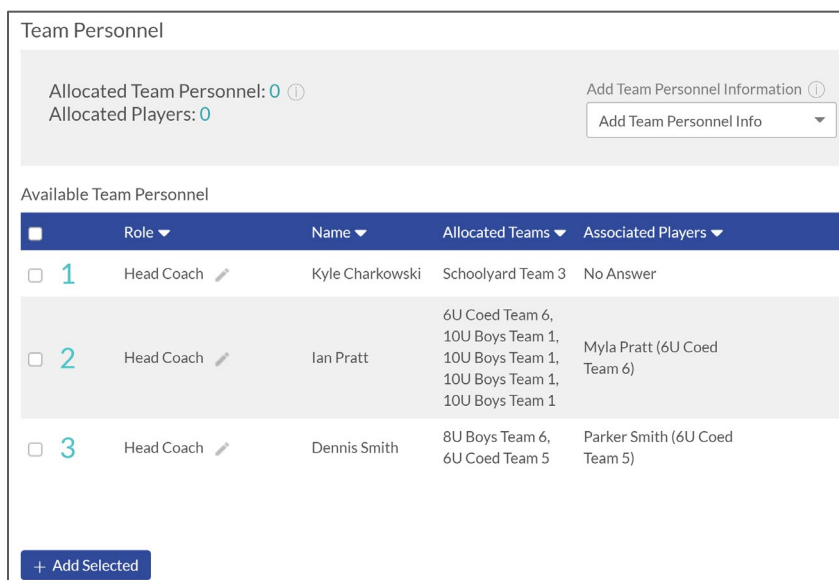 Team Personnel
Allocated Team Personnel: 0 ⓘ
Add Team Personnel Information ⓘ
Allocated Players: 0
Add Team Personnel Info
Available Team Personnel
Role Name Allocated Teams Associated Players
1 Head Coach Kyle Charkowski Schoolyard Team 3 No Answer
6U Coed Team 6,
10U Boys Team 1,
10U Boys Team 1,
10U Boys Team 1,
10U Boys Team 1
2 Head Coach Ian Pratt
Myla Pratt (6U Coed
Team 6)
3 Head Coach Dennis Smith
8U Boys Team 6,
6U Coed Team 5
Parker Smith (6U Coed
Team 5)
+ Add Selected